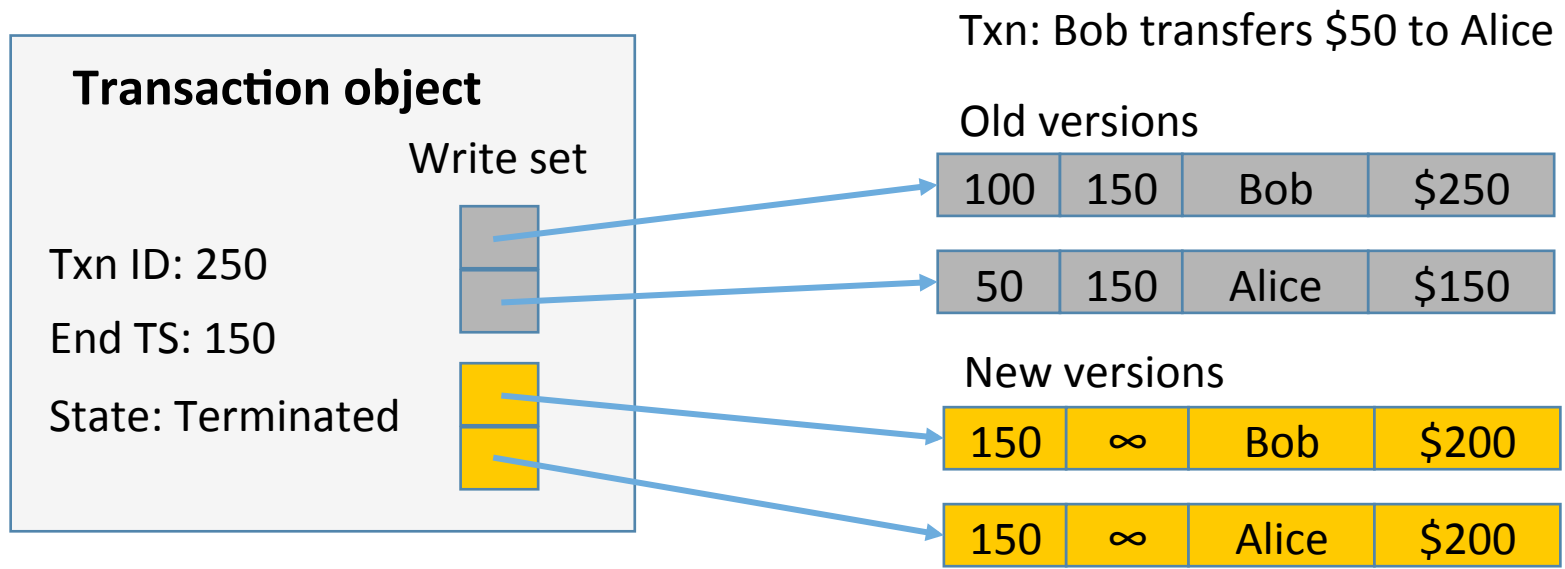 Transaction object
Write set
Txn ID: 250
End TS: 150
State: Terminated
Txn: Bob transfers $50 to Alice
Old versions
100 150 Bob $250
50 150 Alice $150
New versions
150 ∞ Bob $200
150 ∞ Alice $200